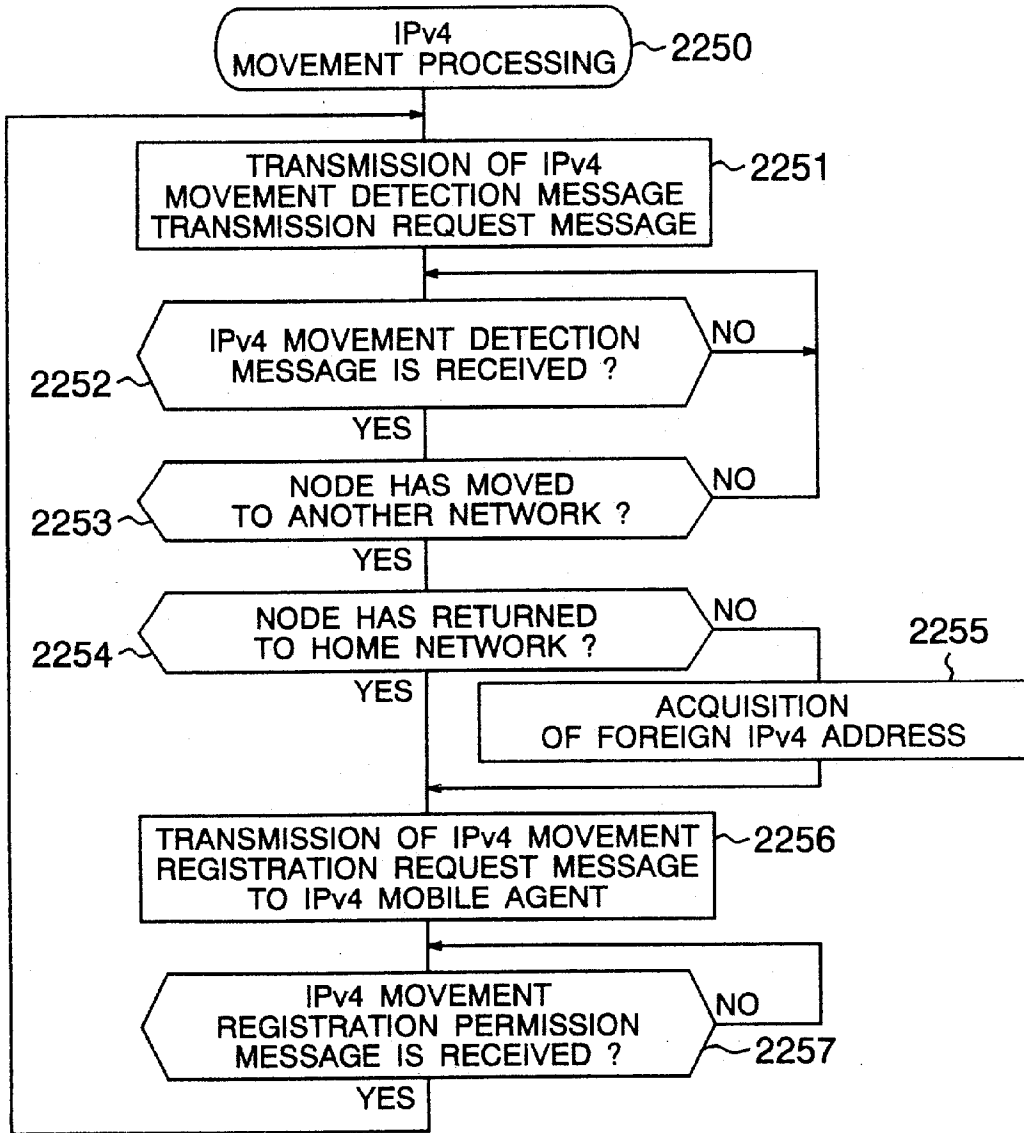 IPv4
MOVEMENT PROCESSING
2250
TRANSMISSION OF IPv4
MOVEMENT DETECTION MESSAGE
TRANSMISSION REQUEST MESSAGE
2251
IPv4 MOVEMENT DETECTION
MESSAGE IS RECEIVED ?
NO
2252
YES
NODE HAS MOVED
TO ANOTHER NETWORK ?
NO
2253
YES
NODE HAS RETURNED
TO HOME NETWORK ?
NO
2254
YES
2255
ACQUISITION
OF FOREIGN IPv4 ADDRESS
TRANSMISSION OF IPv4 MOVEMENT
REGISTRATION REQUEST MESSAGE
TO IPv4 MOBILE AGENT
2256
IPv4 MOVEMENT
REGISTRATION PERMISSION
MESSAGE IS RECEIVED ?
NO
2257
YES